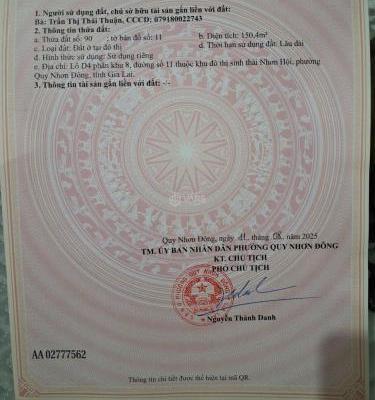 1. Người sử dụng đất, chủ sở hữu tài sản gắn liền với đất:
Bà: Trần Thị Thái Thuận, CCCD: 079180022743
2. Thông tin thửa đất:
a. Thửa đất số: 90 ; tờ bản đồ số: 11 b. Diện tích: 150,4m²
c. Loại đất: Đất ở tại đô thị d. Thời hạn sử dụng đất: Lâu dài
đ. Hình thức sử dụng: Sử dụng riêng
e. Địa chỉ: Lô D4 phân khu 8, đường số 11 thuộc khu đô thị sinh thái Nhơn Hội, phường
Quy Nhơn Đông, tỉnh Gia Lai.
3. Thông tin tài sản gắn liền với đất: -/-
Quy Nhơn Đông, ngày tháng 08 năm 2025
TM. ỦY BAN NHÂN DÂN PHƯỜNG QUY NHƠN ĐÔNG
KT. CHỦ TỊCH
PHÓ CHỦ TỊCH
Nguyễn Thành Danh
AA 02777562
Thông tin chi tiết được thể hiện tại mã QR.